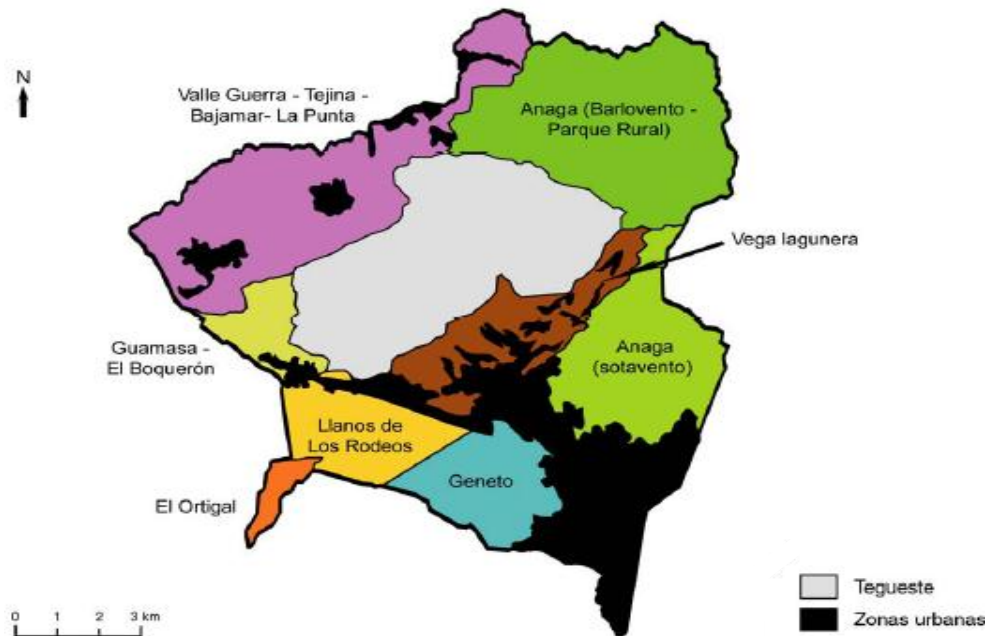 N
Valle Guerra - Tejina -
Bajamar- La Punta
Anaga (Barlovento -
Parque Rural)
Vega lagunera
Guamasa -
El Boquerón
Anaga
(sotavento)
Llanos de
Los Rodeos
Geneto
El Ortigal
Tegueste
Zonas urbanas
0 1 2 3 km